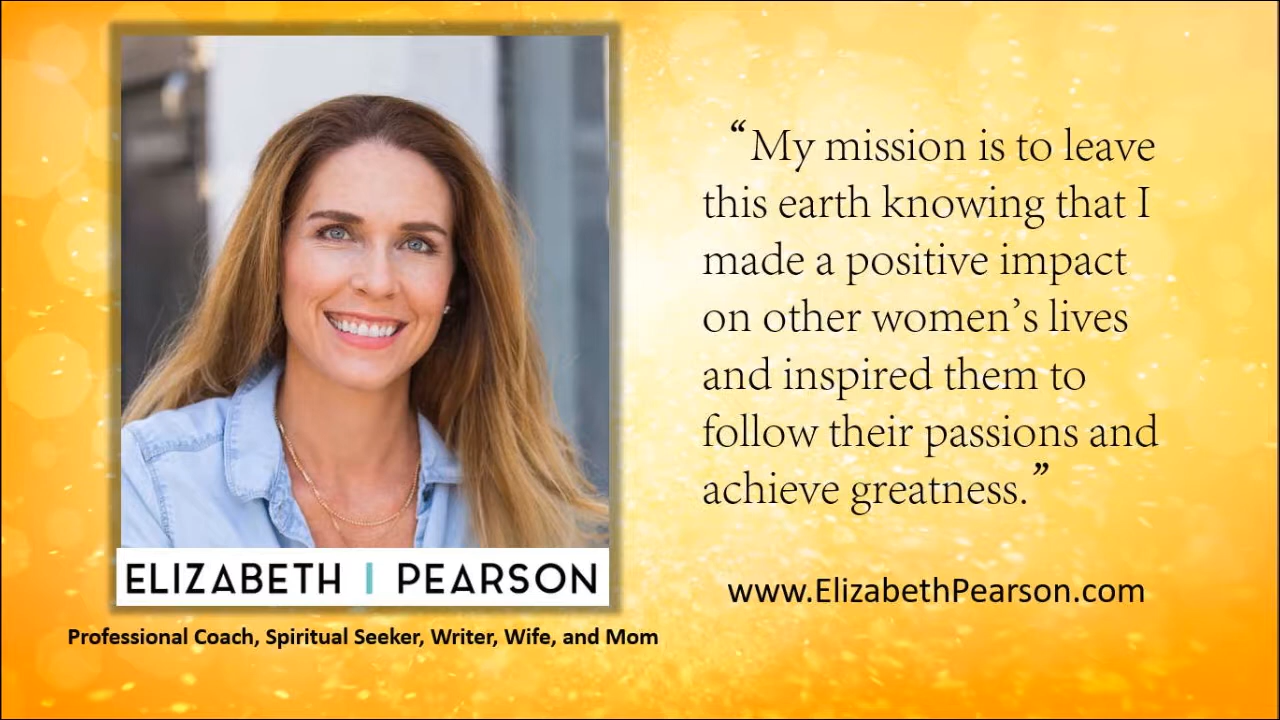 ELIZABETH | PEARSON
Professional Coach, Spiritual Seeker, Writer, Wife, and Mom
“My mission is to leave
this earth knowing that I
made a positive impact
on other women’s lives
and inspired them to
follow their passions and
achieve greatness.”
www.ElizabethPearson.com